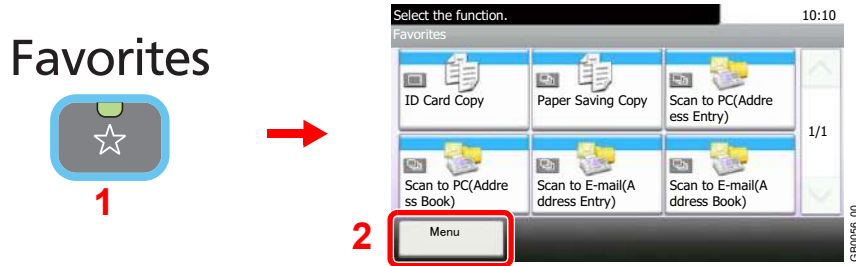 Favorites
1
Select the function.
10:10
Favorites
ID Card Copy
Paper Saving Copy
Scan to PC(Addre
ess Entry)
1/1
Scan to PC(Addre
ss Book)
Scan to E-mail(A
ddress Entry)
Scan to E-mail(A
ddress Book)
2
Menu
GB0056_00